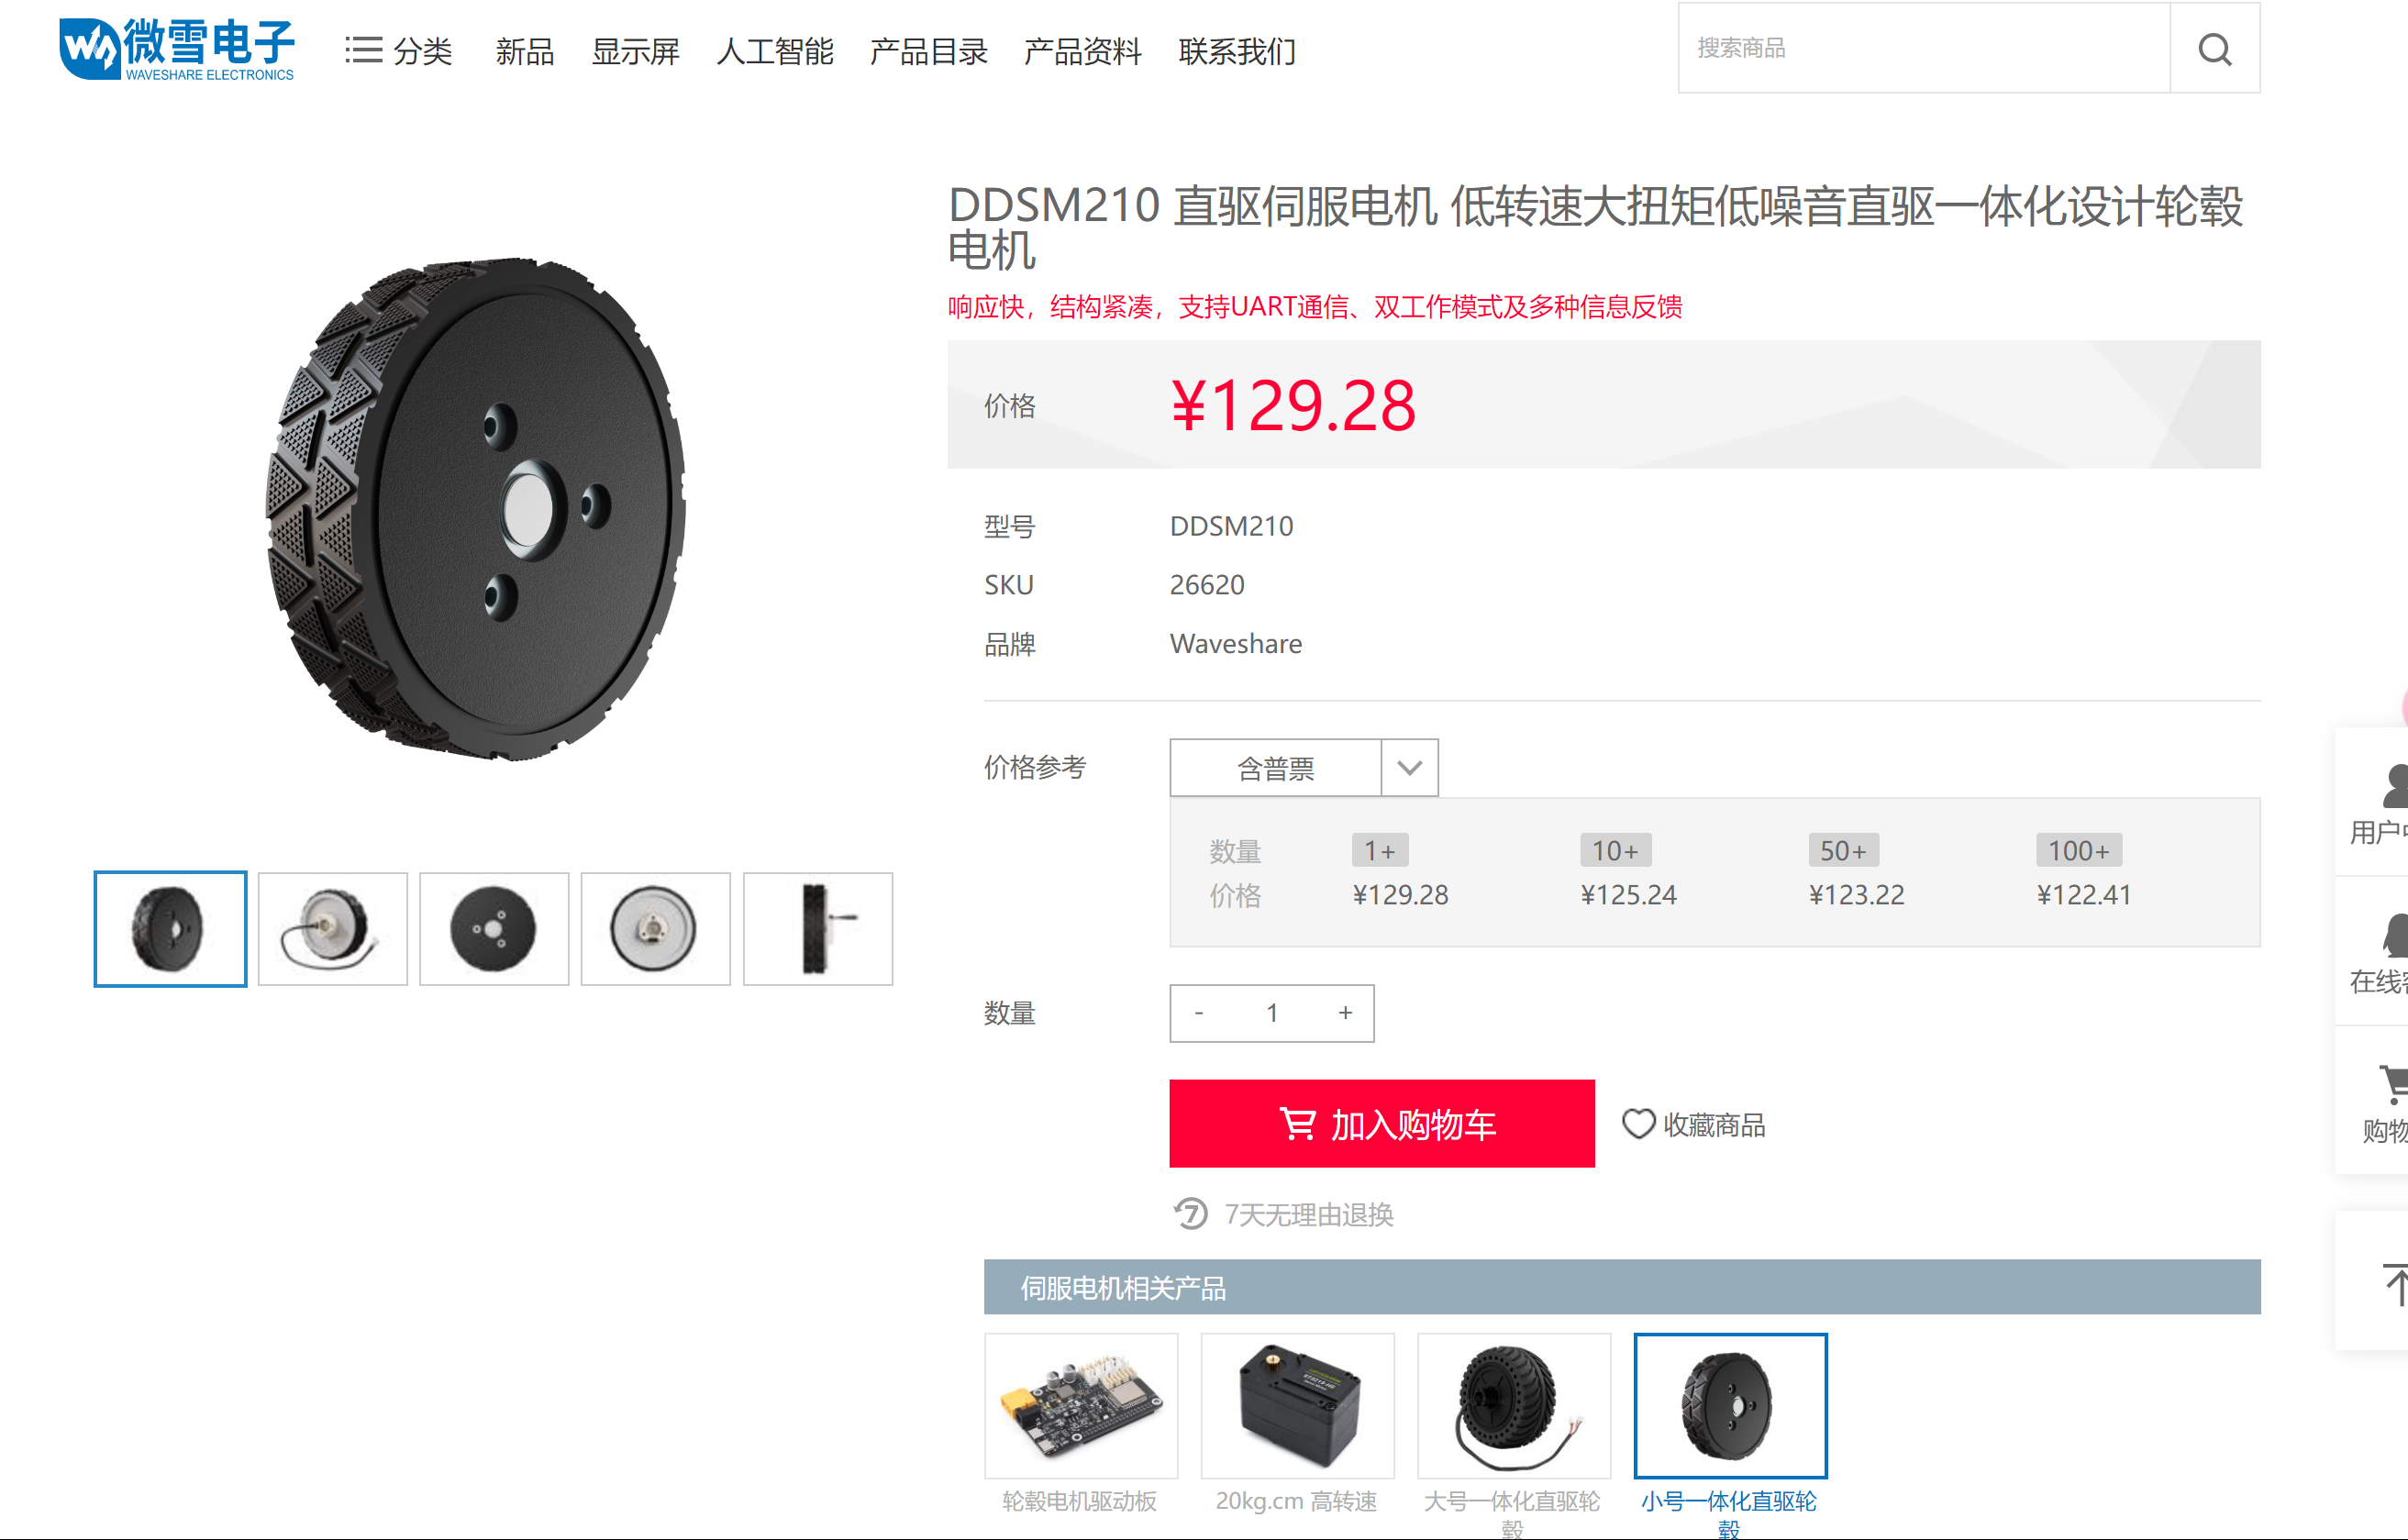 微雪电子
WAVESHARE ELECTRONICS
分类 新品 显示屏 人工智能 产品目录 产品资料 联系我们
搜索商品
DDSM210 直驱伺服电机 低转速大扭矩低噪音直驱一体化设计轮毂
电机
响应快，结构紧凑，支持UART通信、双工作模式及多种信息反馈
价格 ¥129.28
型号 DDSM210
SKU 26620
品牌 Waveshare
价格参考 含普票
数量 1+ 10+ 50+ 100+
价格 ¥129.28 ¥125.24 ¥123.22 ¥122.41
数量 - 1 +
加入购物车 收藏商品
7天无理由退换
伺服电机相关产品
轮毂电机驱动板 20kg.cm 高转速 大号一体化直驱轮 小号一体化直驱轮
毂 毂
用户
在线
购物